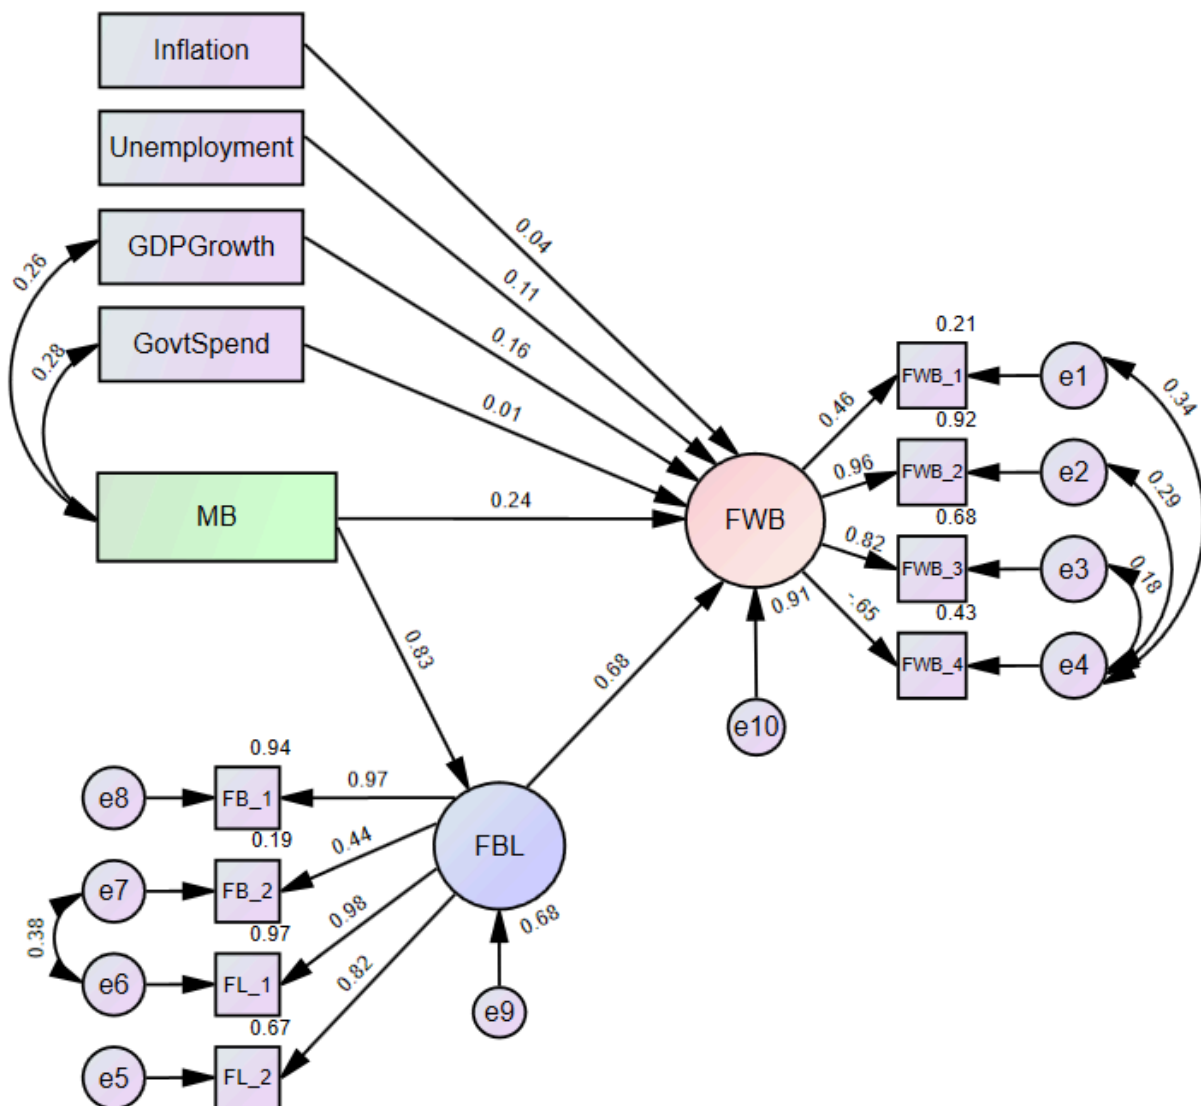 Inflation
Unemployment
GDPGrowth
GovtSpend
MB
0.26
0.28
0.04
0.11
0.16
0.01
0.24
0.83
0.68
FWB
0.91
e10
0.46
0.96
0.82
-.65
0.21
FWB_1
e1
0.92
FWB_2
e2
0.68
FWB_3
e3
0.43
FWB_4
e4
0.34
0.29
0.18
FBL
0.68
e9
0.94
e8
FB_1
0.97
0.19
e7
FB_2
0.44
0.38
0.97
e6
FL_1
0.98
0.67
e5
FL_2
0.82